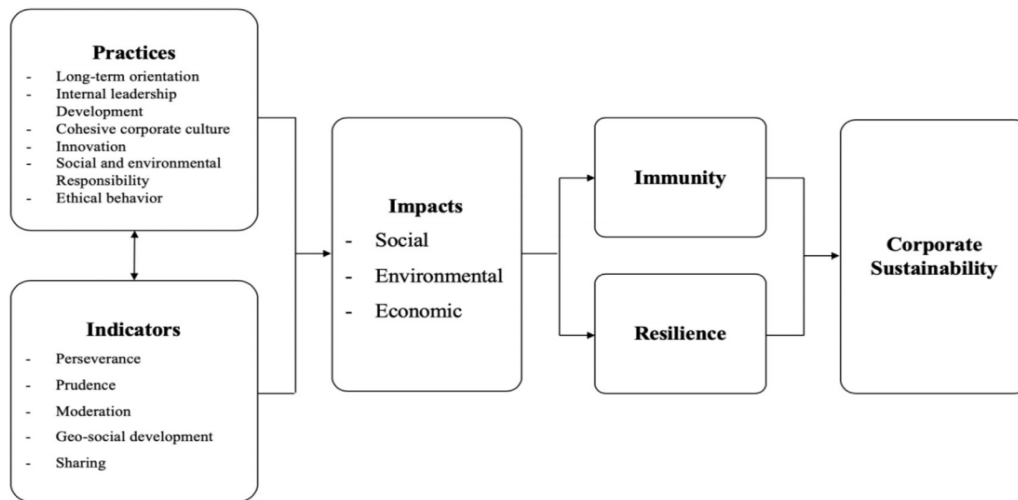 Practices
- Long-term orientation
- Internal leadership
Development
- Cohesive corporate culture
- Innovation
- Social and environmental
Responsibility
- Ethical behavior
Indicators
- Perseverance
- Prudence
- Moderation
- Geo-social development
- Sharing
Impacts
- Social
- Environmental
- Economic
Immunity
Resilience
Corporate
Sustainability